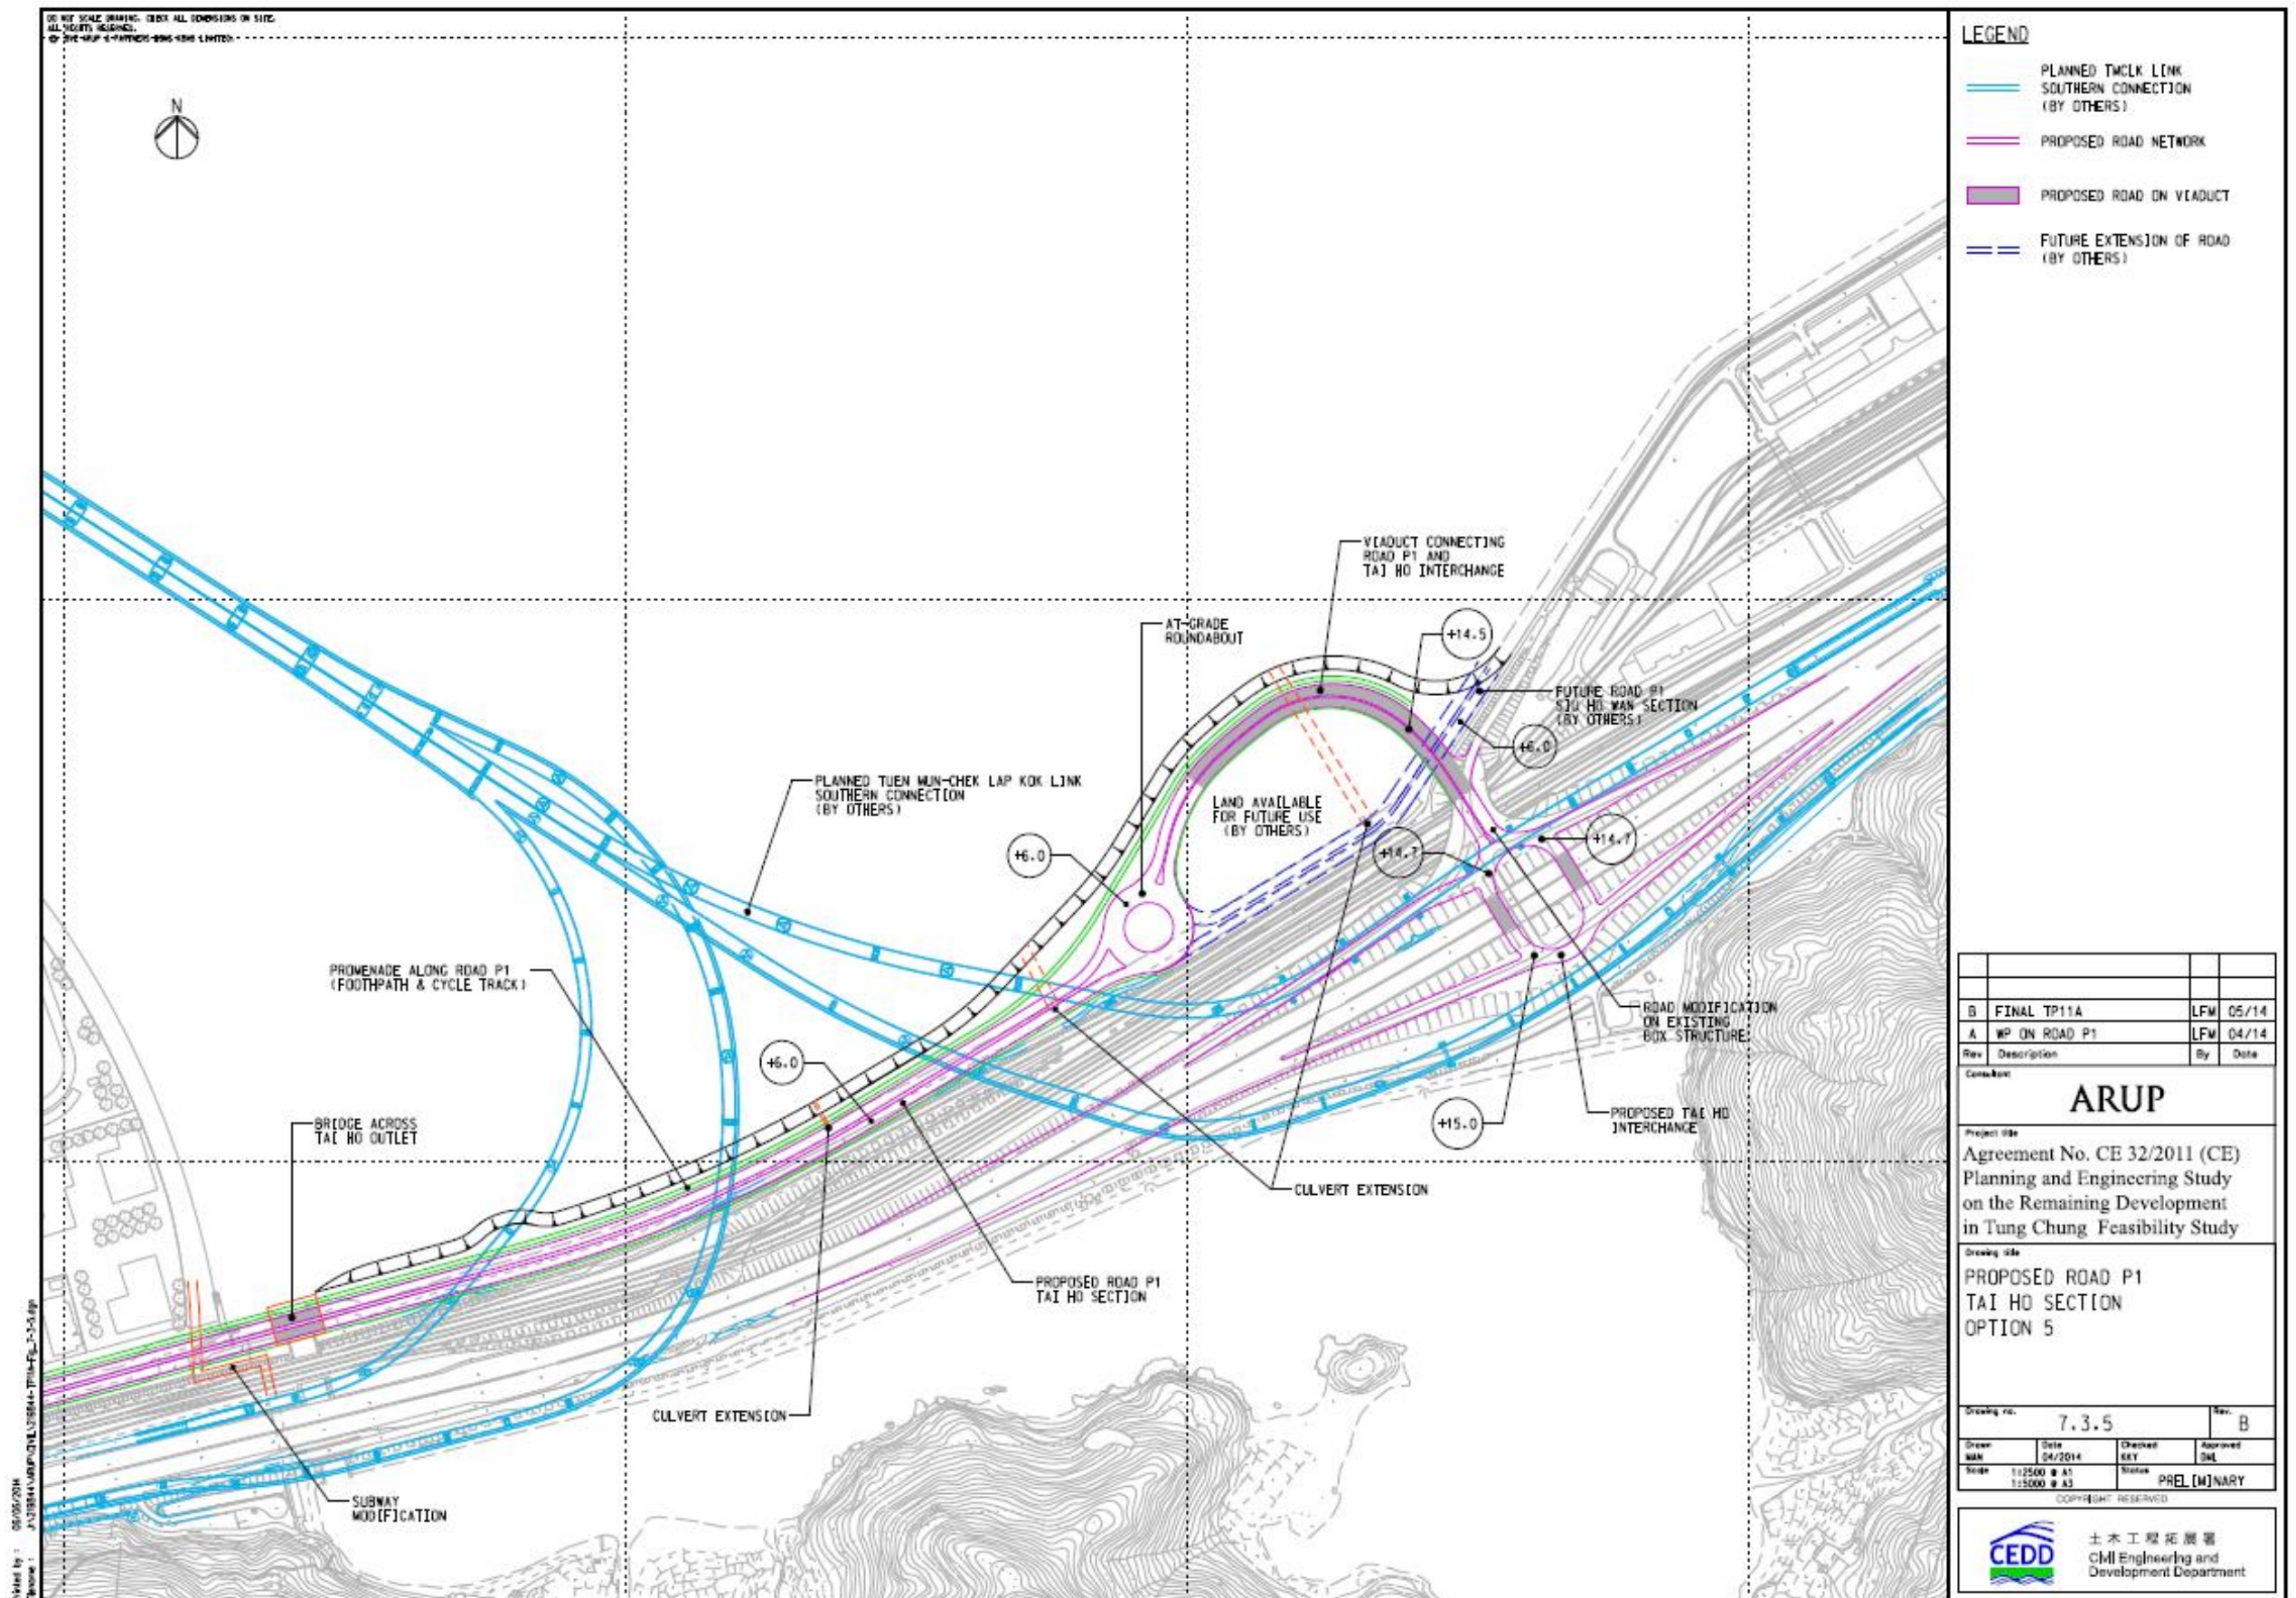 DO NOT SCALE DRAWING. CHECK ALL DIMENSIONS ON SITE.
ALL RIGHTS RESERVED.
N
VIADUCT CONNECTING
ROAD P1 AND
TAI HO INTERCHANGE
AT-GRADE
ROUNDABOUT
+14.5
FUTURE ROAD P1
SIU HO WAN SECTION
(BY OTHERS)
+6.0
PLANNED TUEN MUN-CHEK LAP KOK LINK
SOUTHERN CONNECTION
(BY OTHERS)
LAND AVAILABLE
FOR FUTURE USE
(BY OTHERS)
+6.0
+14.7
+14.7
PROMENADE ALONG ROAD P1
(FOOTHPATH & CYCLE TRACK)
ROAD MODIFICATION
ON EXISTING
BOX STRUCTURE
+6.0
BRIDGE ACROSS
TAI HO OUTLET
+15.0
PROPOSED TAI HO
INTERCHANGE
CULVERT EXTENSION
PROPOSED ROAD P1
TAI HO SECTION
CULVERT EXTENSION
SUBWAY
MODIFICATION
LEGEND
PLANNED TMCLK LINK
SOUTHERN CONNECTION
(BY OTHERS)
PROPOSED ROAD NETWORK
PROPOSED ROAD ON VIADUCT
FUTURE EXTENSION OF ROAD
(BY OTHERS)
B FINAL TP11A LFM 05/14
A WP ON ROAD P1 LFM 04/14
Rev Description By Date
Consultant
ARUP
Project title
Agreement No. CE 32/2011 (CE)
Planning and Engineering Study
on the Remaining Development
in Tung Chung Feasibility Study
Drawing title
PROPOSED ROAD P1
TAI HO SECTION
OPTION 5
Drawing no. Rev.
7.3.5 B
Drawn Date Checked Approved
04/2014
Scale 1:2500 @ A1 Status
1:5000 @ A3 PRELIMINARY
COPYRIGHT RESERVED
CEDD
土木工程拓展署
Civil Engineering and
Development Department